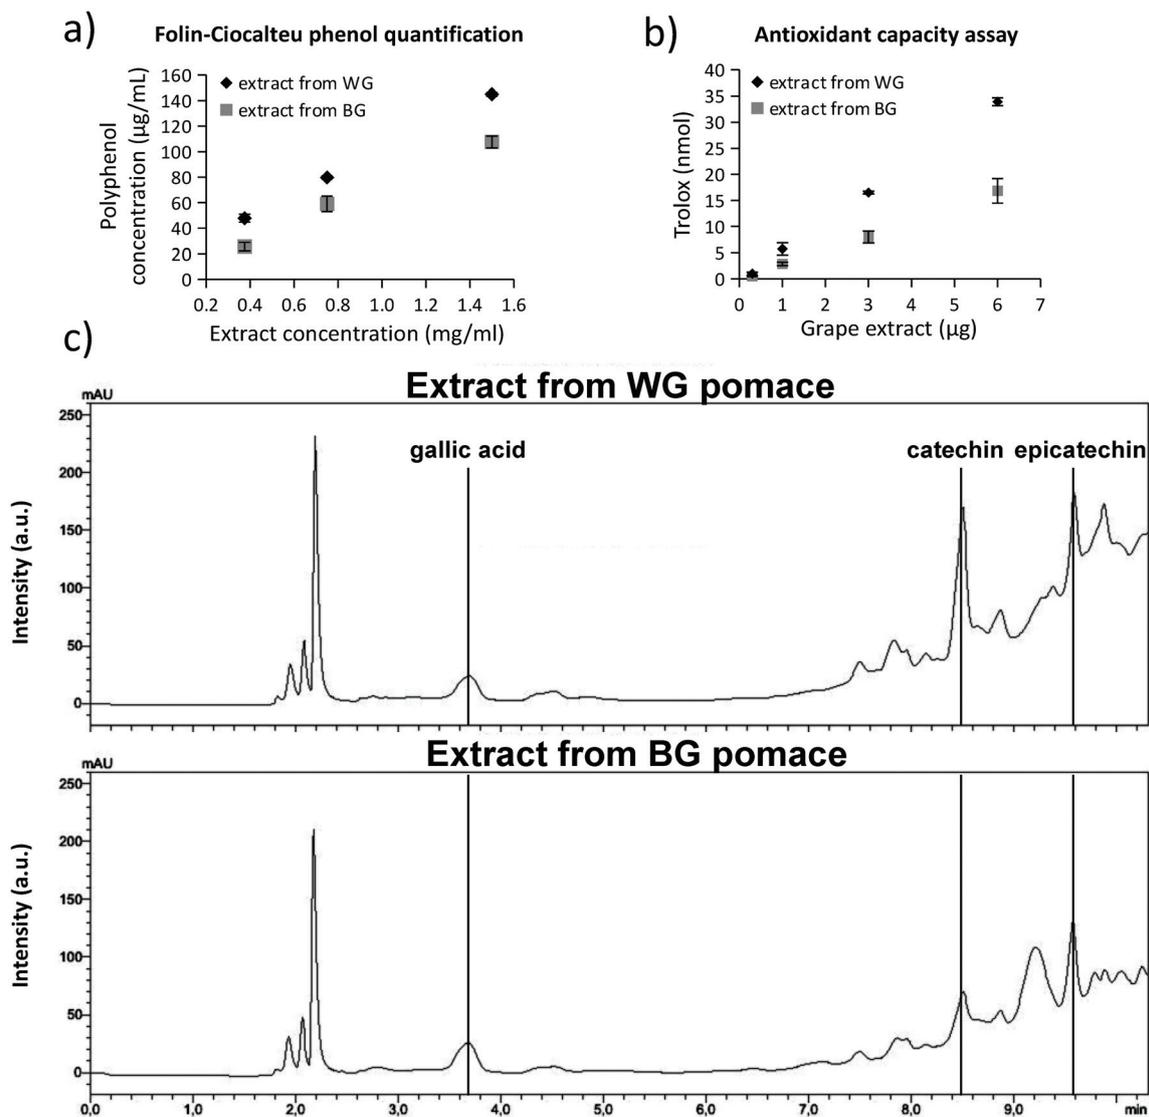 a)
Folin-Ciocalteu phenol quantification
Polyphenol
concentration (µg/mL)
160
140
120
100
80
60
40
20
0
extract from WG
extract from BG
0.2 0.4 0.6 0.8 1.0 1.2 1.4 1.6
Extract concentration (mg/ml)
b)
Antioxidant capacity assay
Trolox (nmol)
40
35
30
25
20
15
10
5
0
extract from WG
extract from BG
0 1 2 3 4 5 6 7
Grape extract (µg)
c)
Extract from WG pomace
mAU
Intensity (a.u.)
250
200
150
100
50
0
gallic acid
catechin
epicatechin
Extract from BG pomace
mAU
Intensity (a.u.)
250
200
150
100
50
0
0,0 1,0 2,0 3,0 4,0 5,0 6,0 7,0 8,0 9,0 min